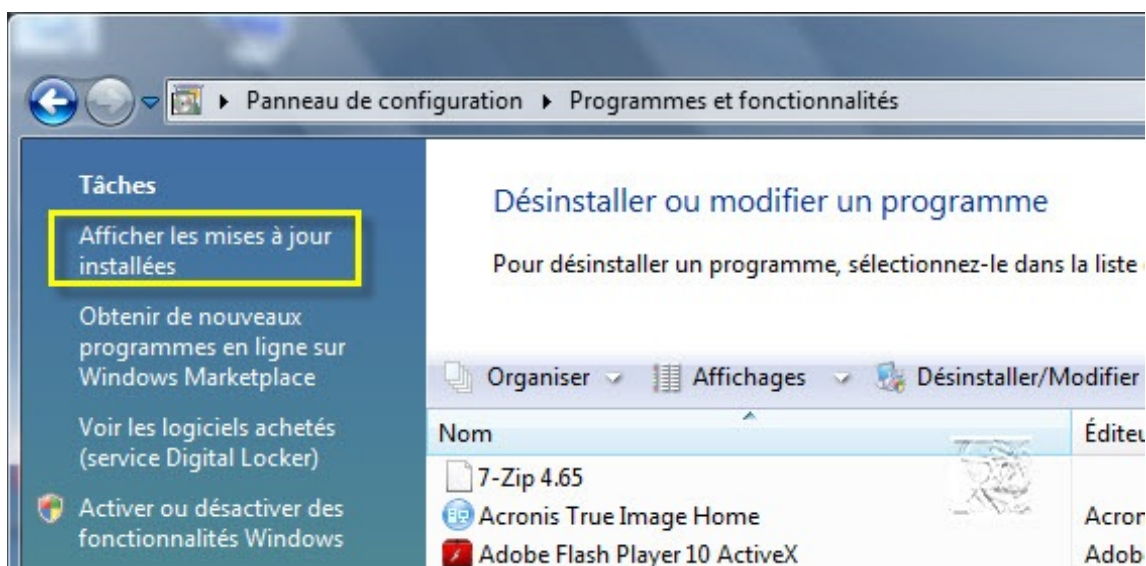 Panneau de configuration Programmes et fonctionnalités
Tâches
Afficher les mises à jour
installées
Obtenir de nouveaux
programmes en ligne sur
Windows Marketplace
Voir les logiciels achetés
(service Digital Locker)
Activer ou désactiver des
fonctionnalités Windows
Désinstaller ou modifier un programme
Pour désinstaller un programme, sélectionnez-le dans la liste
Organiser Affichages Désinstaller/Modifier
Nom Éditeu
7-Zip 4.65
Acronis True Image Home Acron
Adobe Flash Player 10 ActiveX Adob